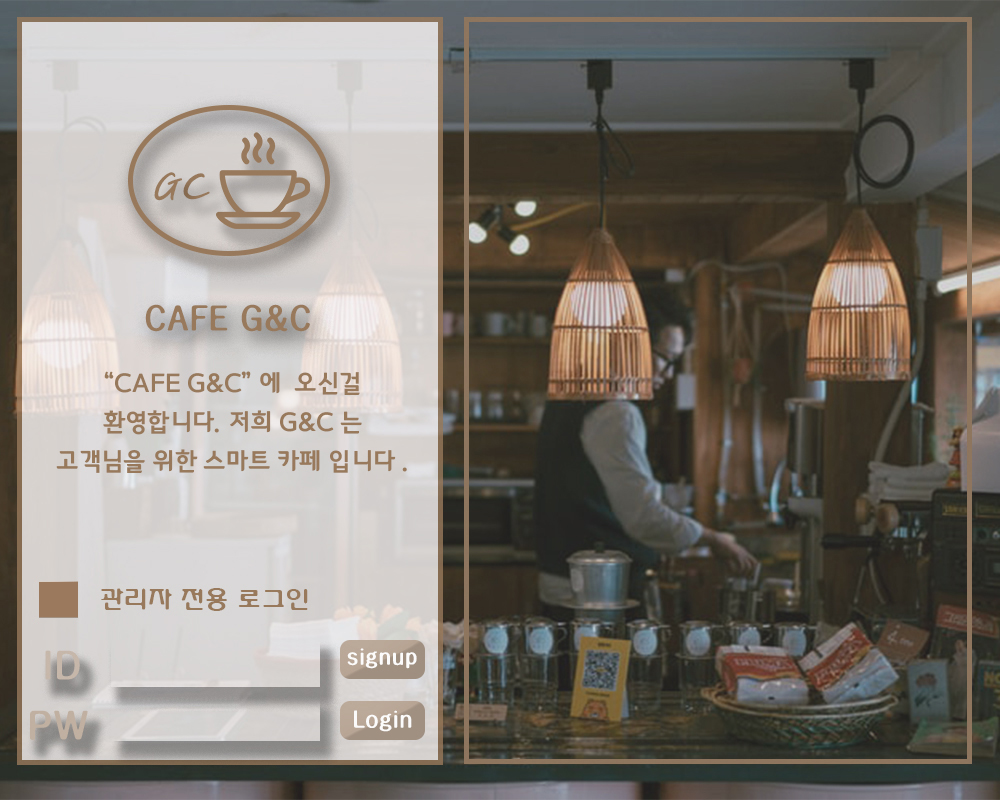 GC
CAFE G&C
“CAFE G&C” 에 오신걸
환영합니다. 저희 G&C 는
고객님을 위한 스마트 카페 입니다 .
관리자 전용 로그인
ID
signup
PW
Login